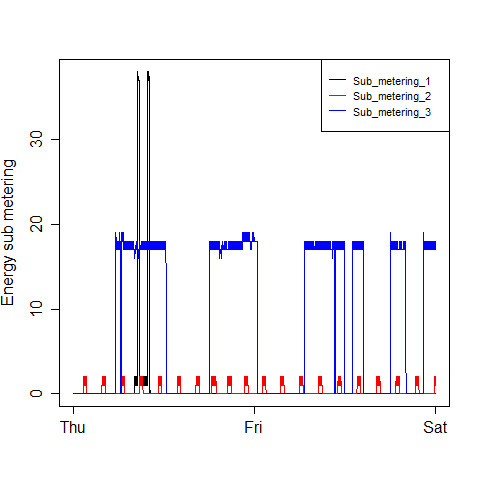 Sub_metering_1
Sub_metering_2
Sub_metering_3
Energy sub metering
30
20
10
0
Thu Fri Sat